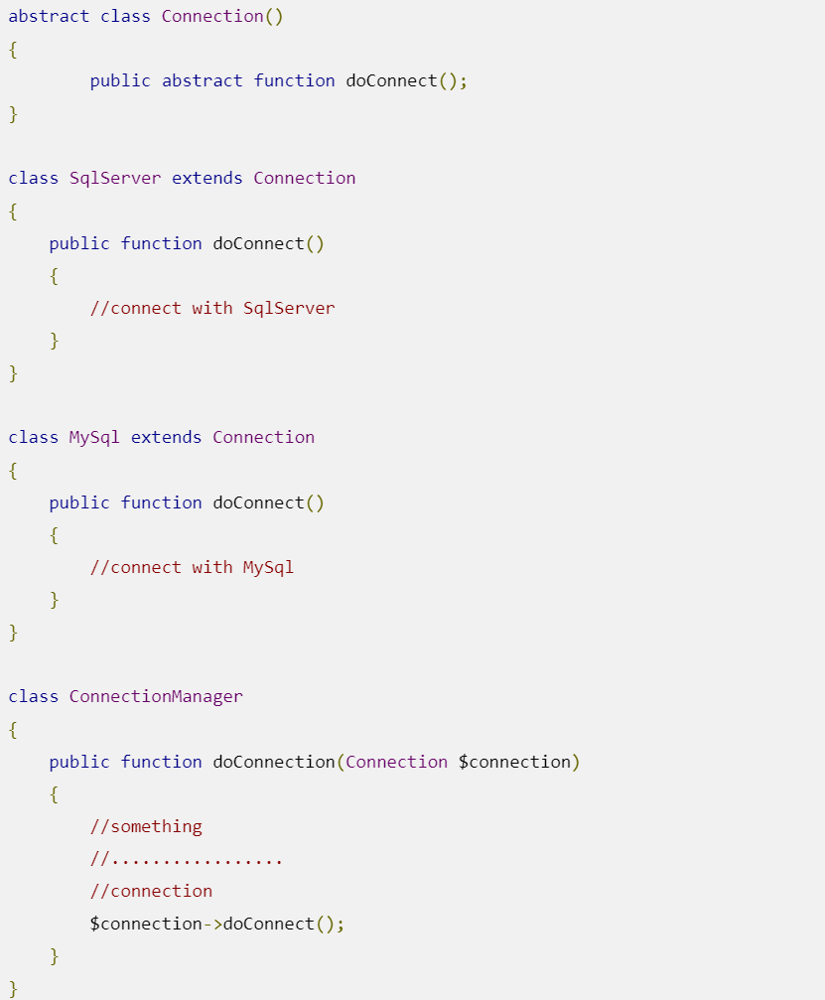 abstract class Connection()
{
        public abstract function doConnect();
}

class SqlServer extends Connection
{
    public function doConnect()
    {
        //connect with SqlServer
    }
}

class MySql extends Connection
{
    public function doConnect()
    {
        //connect with MySql
    }
}

class ConnectionManager
{
    public function doConnection(Connection $connection)
    {
        //something
        //.................
        //connection
        $connection->doConnect();
    }
}